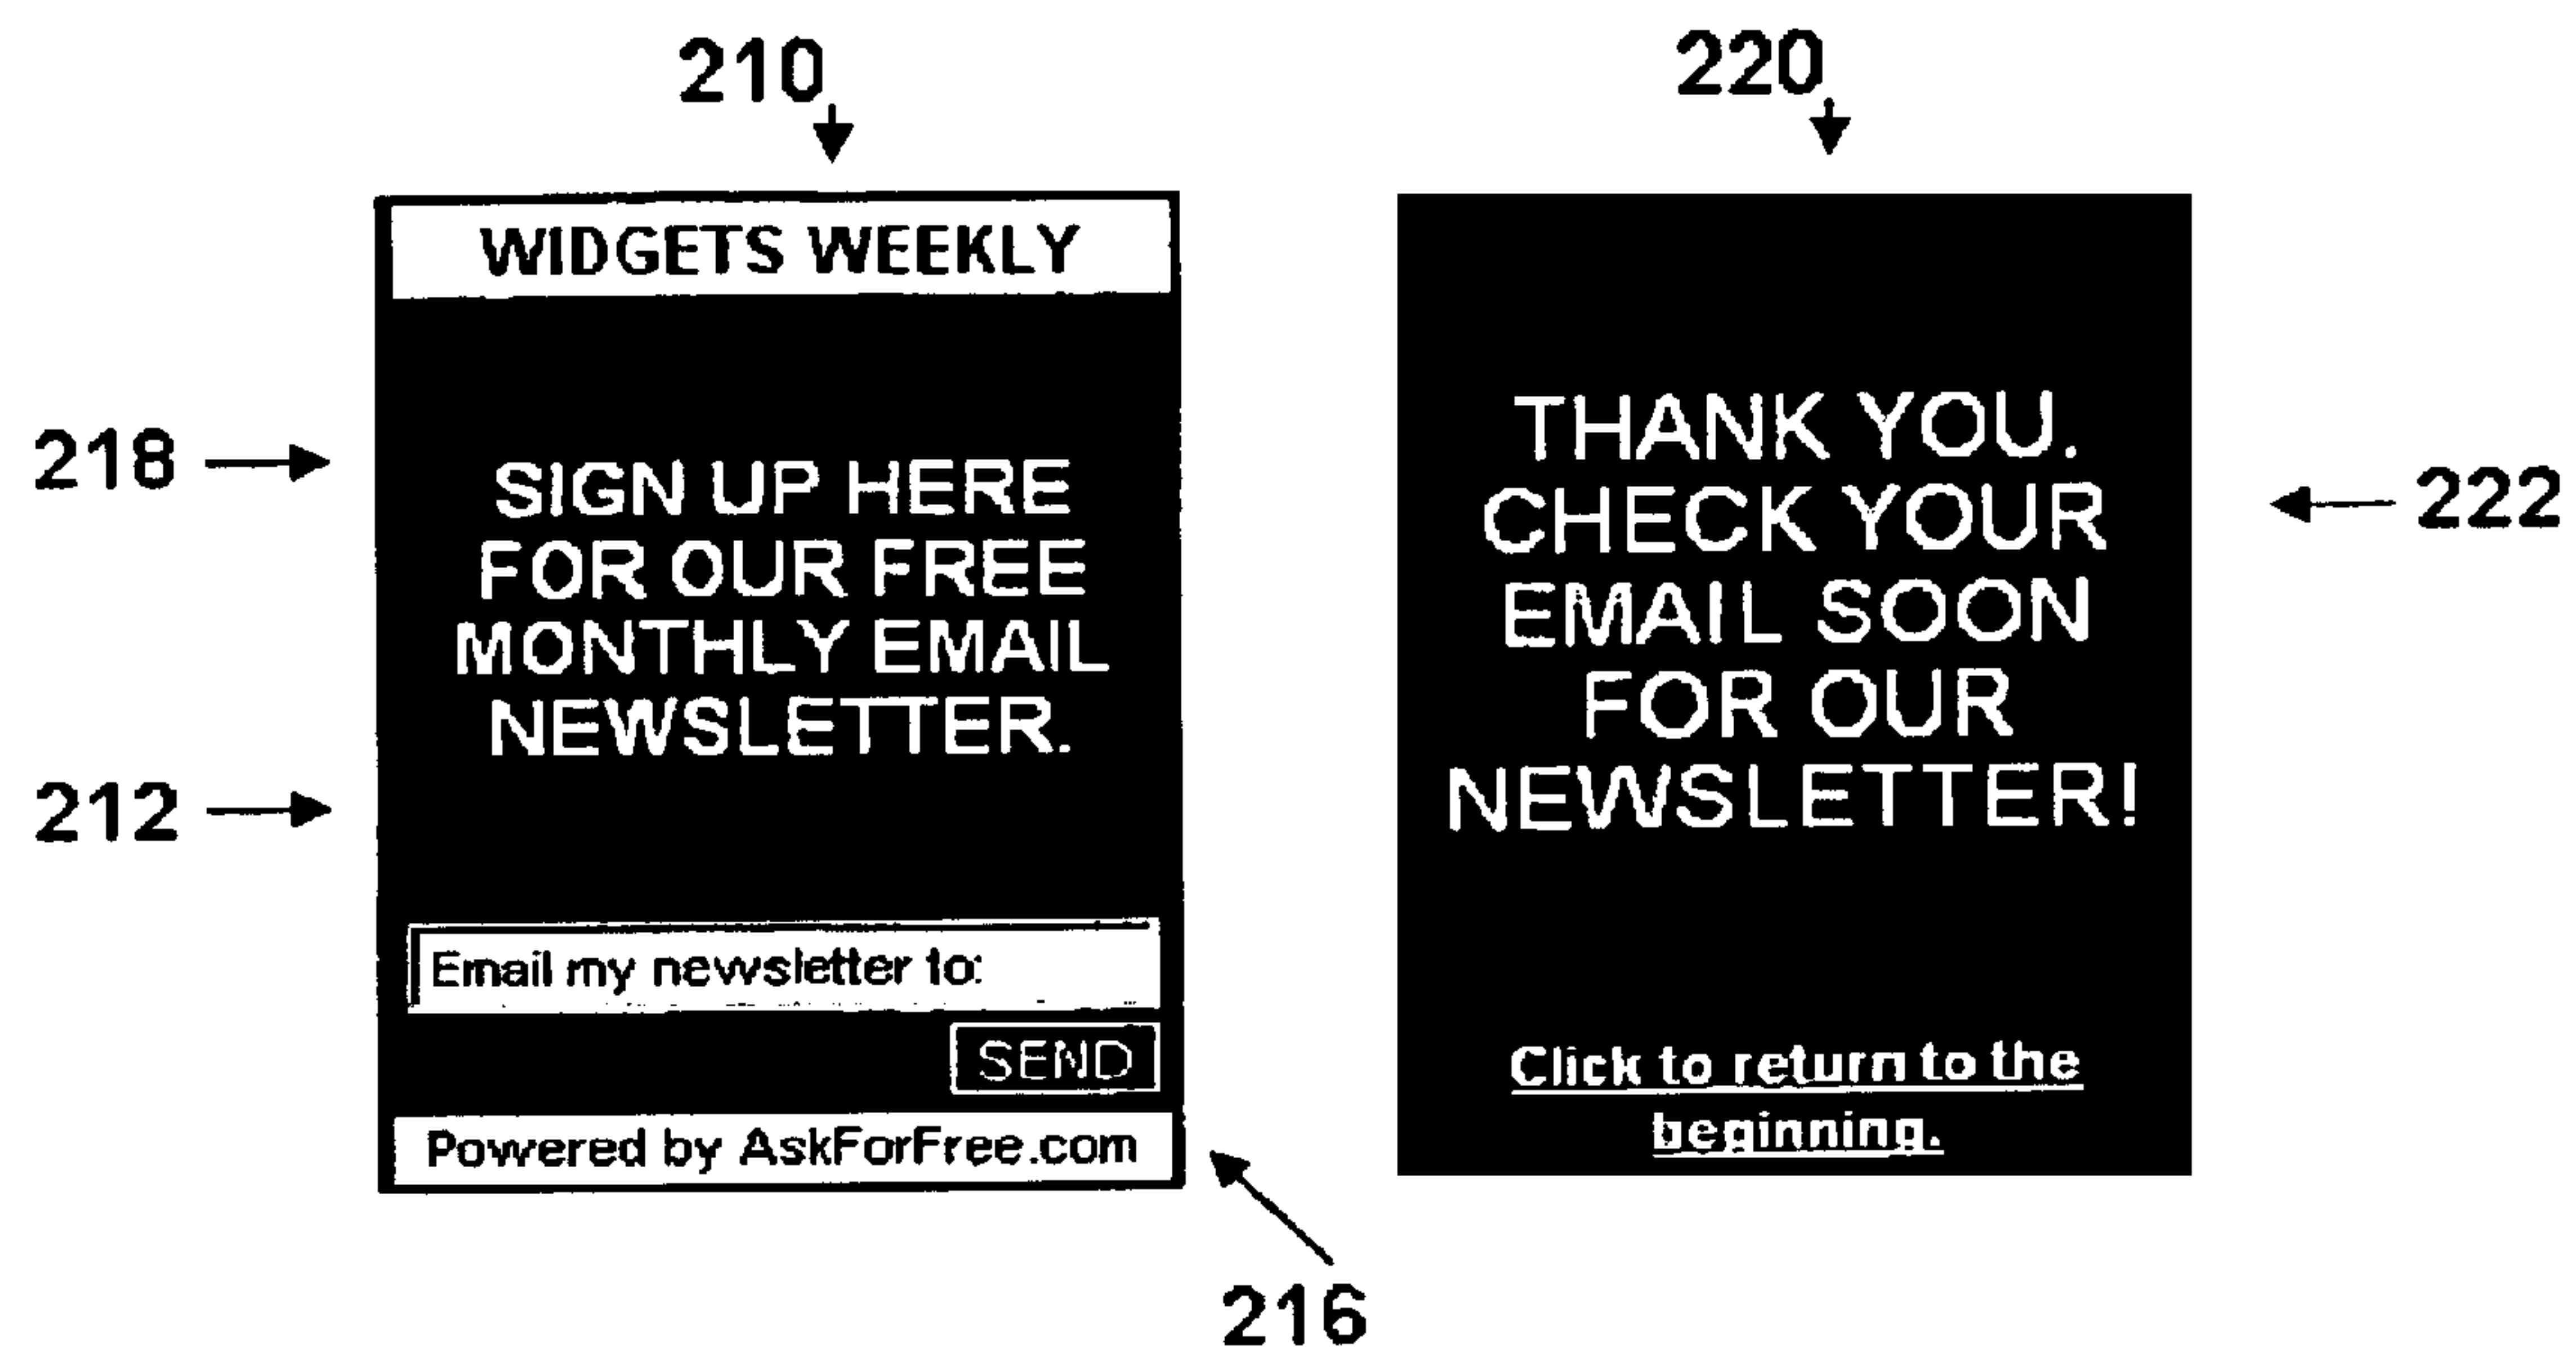 210
220
WIDGETS WEEKLY
218
SIGN UP HERE
FOR OUR FREE
MONTHLY EMAIL
NEWSLETTER.
212
Email my newsletter to:
SEND
Powered by AskForFree.com
216
THANK YOU.
CHECK YOUR
EMAIL SOON
FOR OUR
NEWSLETTER!
222
Click to return to the
beginning.